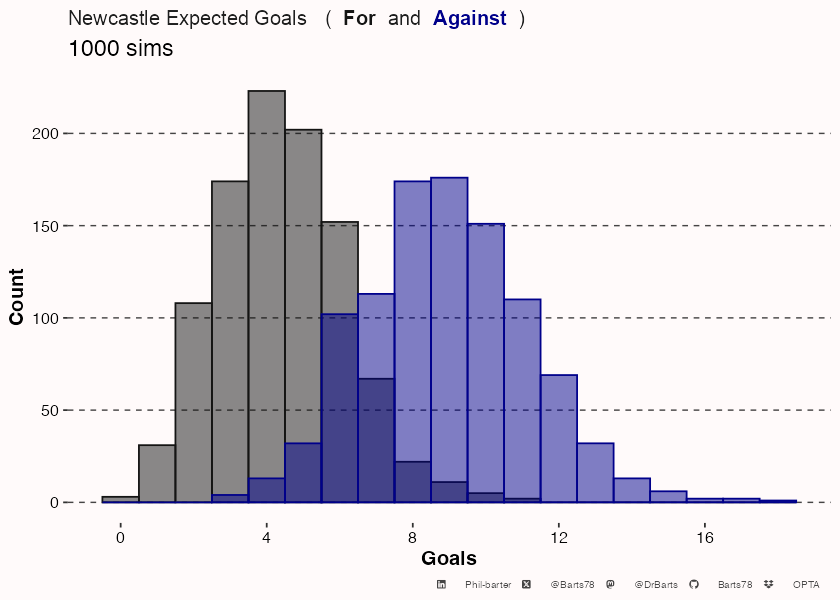 Newcastle Expected Goals ( For and Against )
1000 sims
200
150
100
50
0
Count
0 4 8 12 16
Goals
Phil-barter @Barts78 @DrBarts Barts78 OPTA